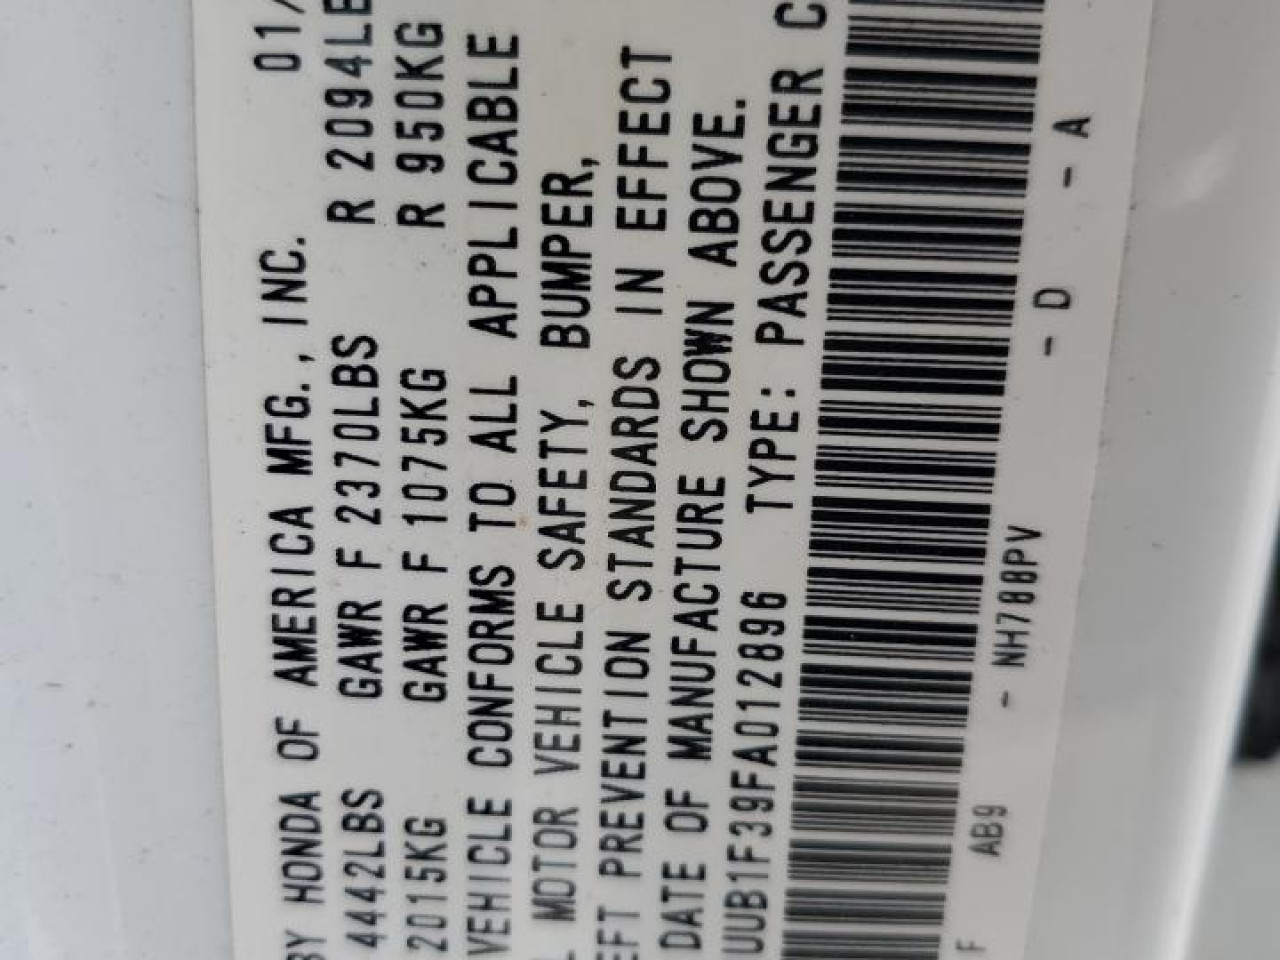 BY HONDA OF AMERICA MFG., INC. 01/
4442LBS GAWR F 2370LBS R 2094LB
2015KG GAWR F 1075KG R 950KG
VEHICLE CONFORMS TO ALL APPLICABLE
L MOTOR VEHICLE SAFETY, BUMPER,
EFT PREVENTION STANDARDS IN EFFECT
DATE OF MANUFACTURE SHOWN ABOVE.
UUB1F39FA012896 TYPE: PASSENGER C
F AB9 - NH788PV - D - A